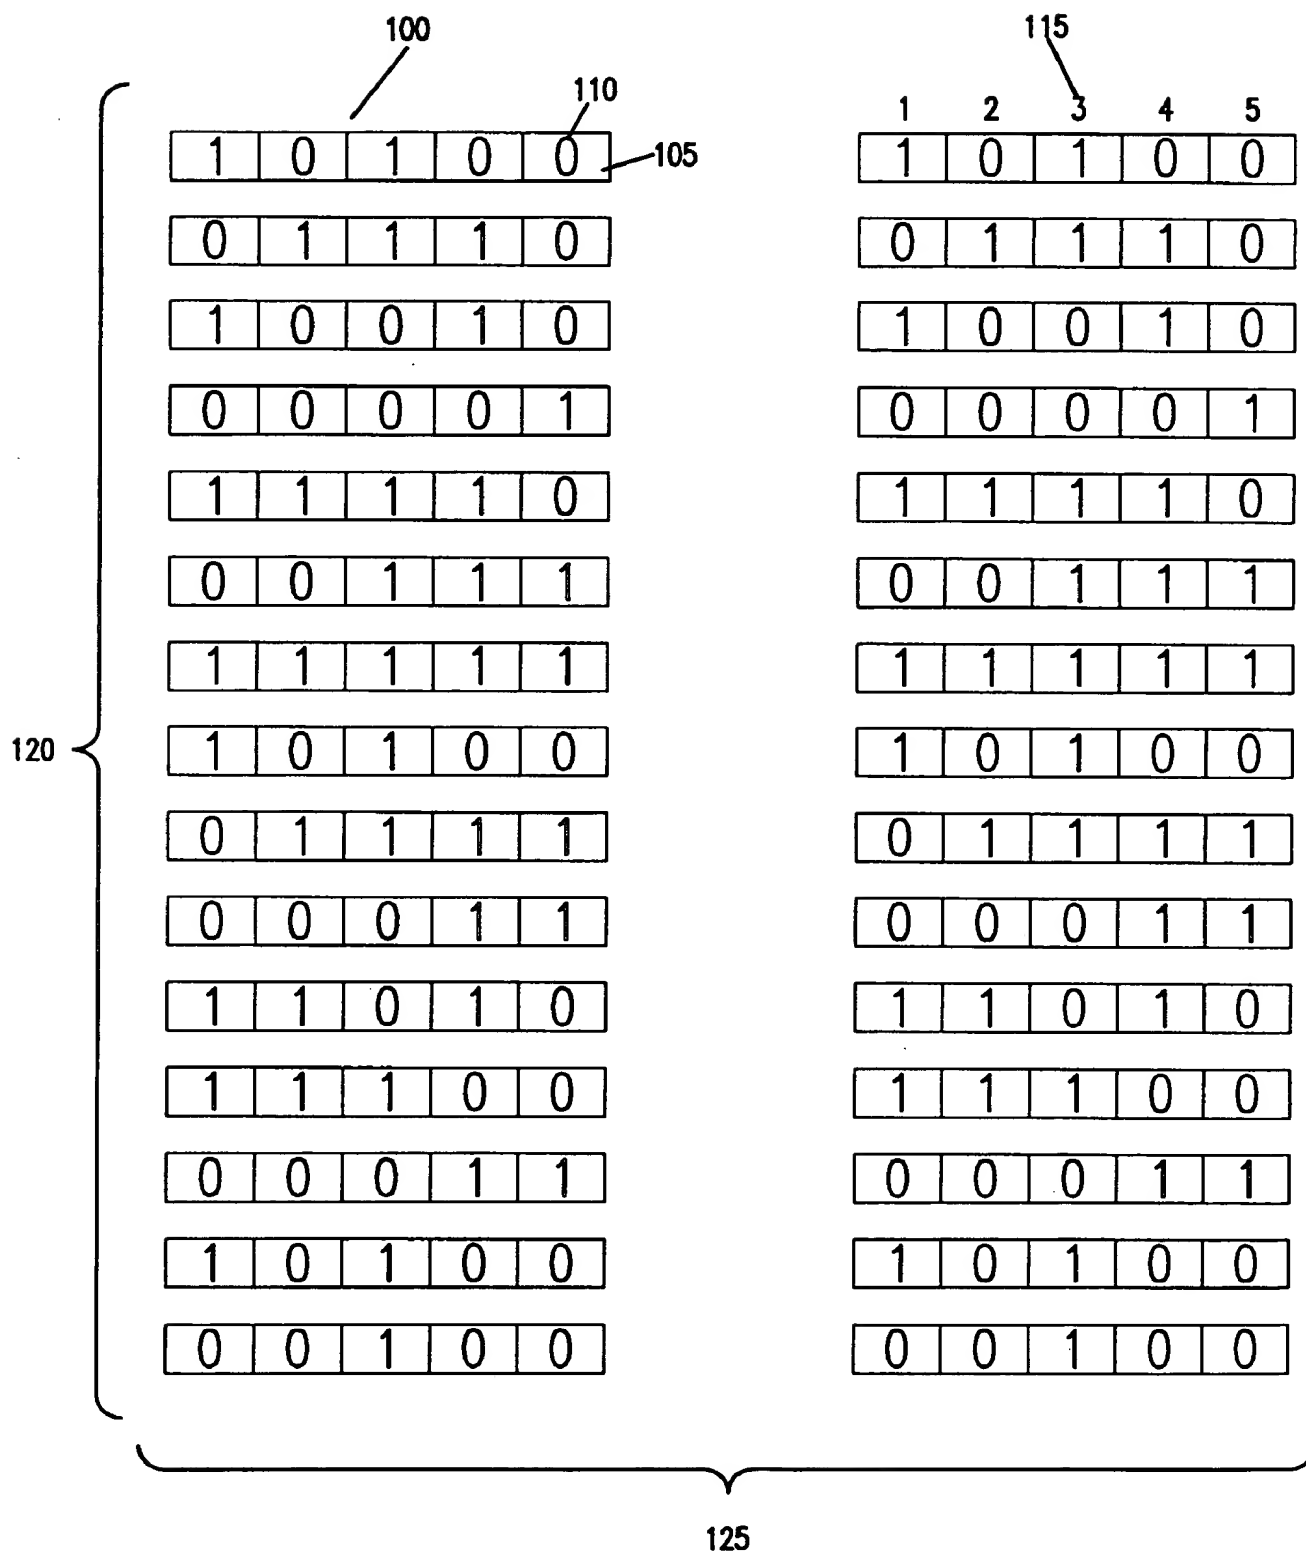 100 115
110
1 2 3 4 5
1 0 1 0 0 105 1 0 1 0 0
0 1 1 1 0 0 1 1 1 0
1 0 0 1 0 1 0 0 1 0
0 0 0 0 1 0 0 0 0 1
1 1 1 1 0 1 1 1 1 0
0 0 1 1 1 0 0 1 1 1
1 1 1 1 1 1 1 1 1 1
120 1 0 1 0 0 1 0 1 0 0
0 1 1 1 1 0 1 1 1 1
0 0 0 1 1 0 0 0 1 1
1 1 0 1 0 1 1 0 1 0
1 1 1 0 0 1 1 1 0 0
0 0 0 1 1 0 0 0 1 1
1 0 1 0 0 1 0 1 0 0
0 0 1 0 0 0 0 1 0 0
125